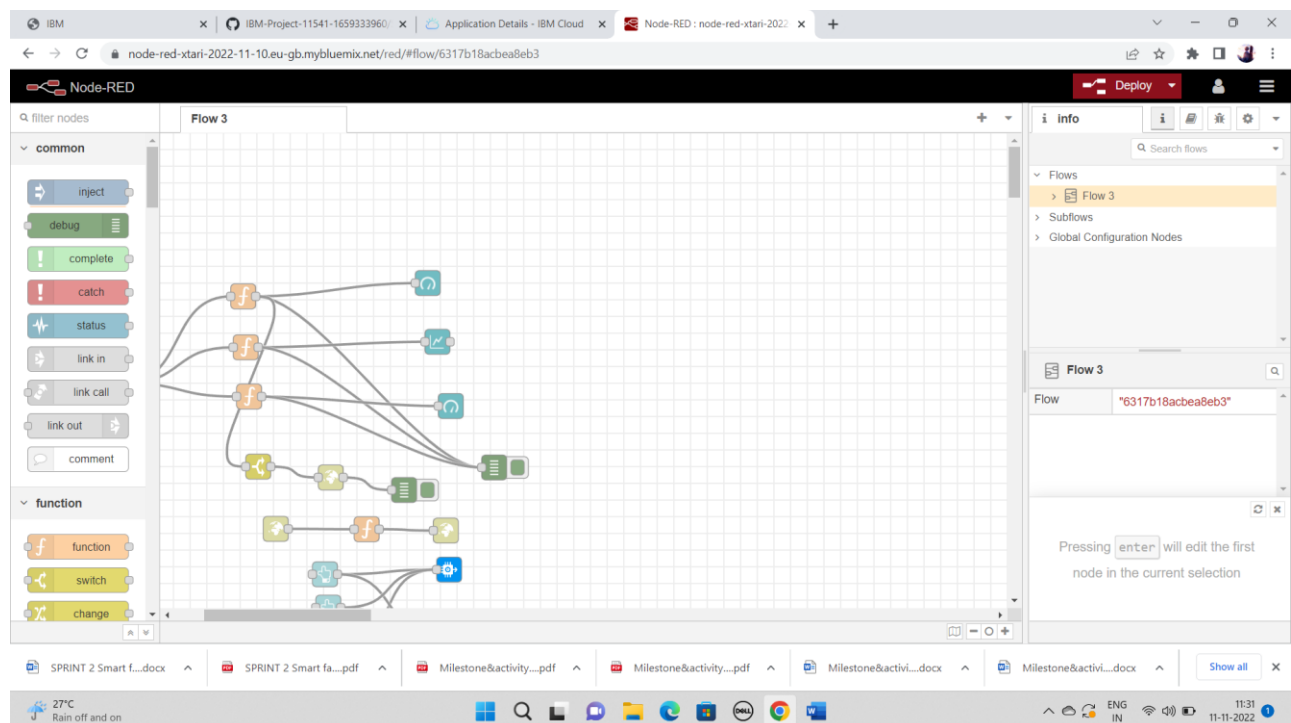 IBM
IBM-Project-11541-1659333960/
Application Details - IBM Cloud
Node-RED : node-red-xtari-2022-
node-red-xtari-2022-11-10.eu-gb.mybluemix.net/red/#flow/6317b18acbea8eb3
Node-RED
Deploy
filter nodes
Flow 3
i info
i
Search flows
common
inject
debug
complete
catch
status
link in
link call
link out
comment
function
function
switch
change
Flows
Flow 3
Subflows
Global Configuration Nodes
Flow 3
Flow "6317b18acbea8eb3"
Pressing enter will edit the first
node in the current selection
SPRINT 2 Smart f....docx
SPRINT 2 Smart fa....pdf
Milestone&activity....pdf
Milestone&activity....pdf
Milestone&activi....docx
Milestone&activi....docx
Show all
27°C
Rain off and on
DELL
ENG
IN
11:31
11-11-2022
1